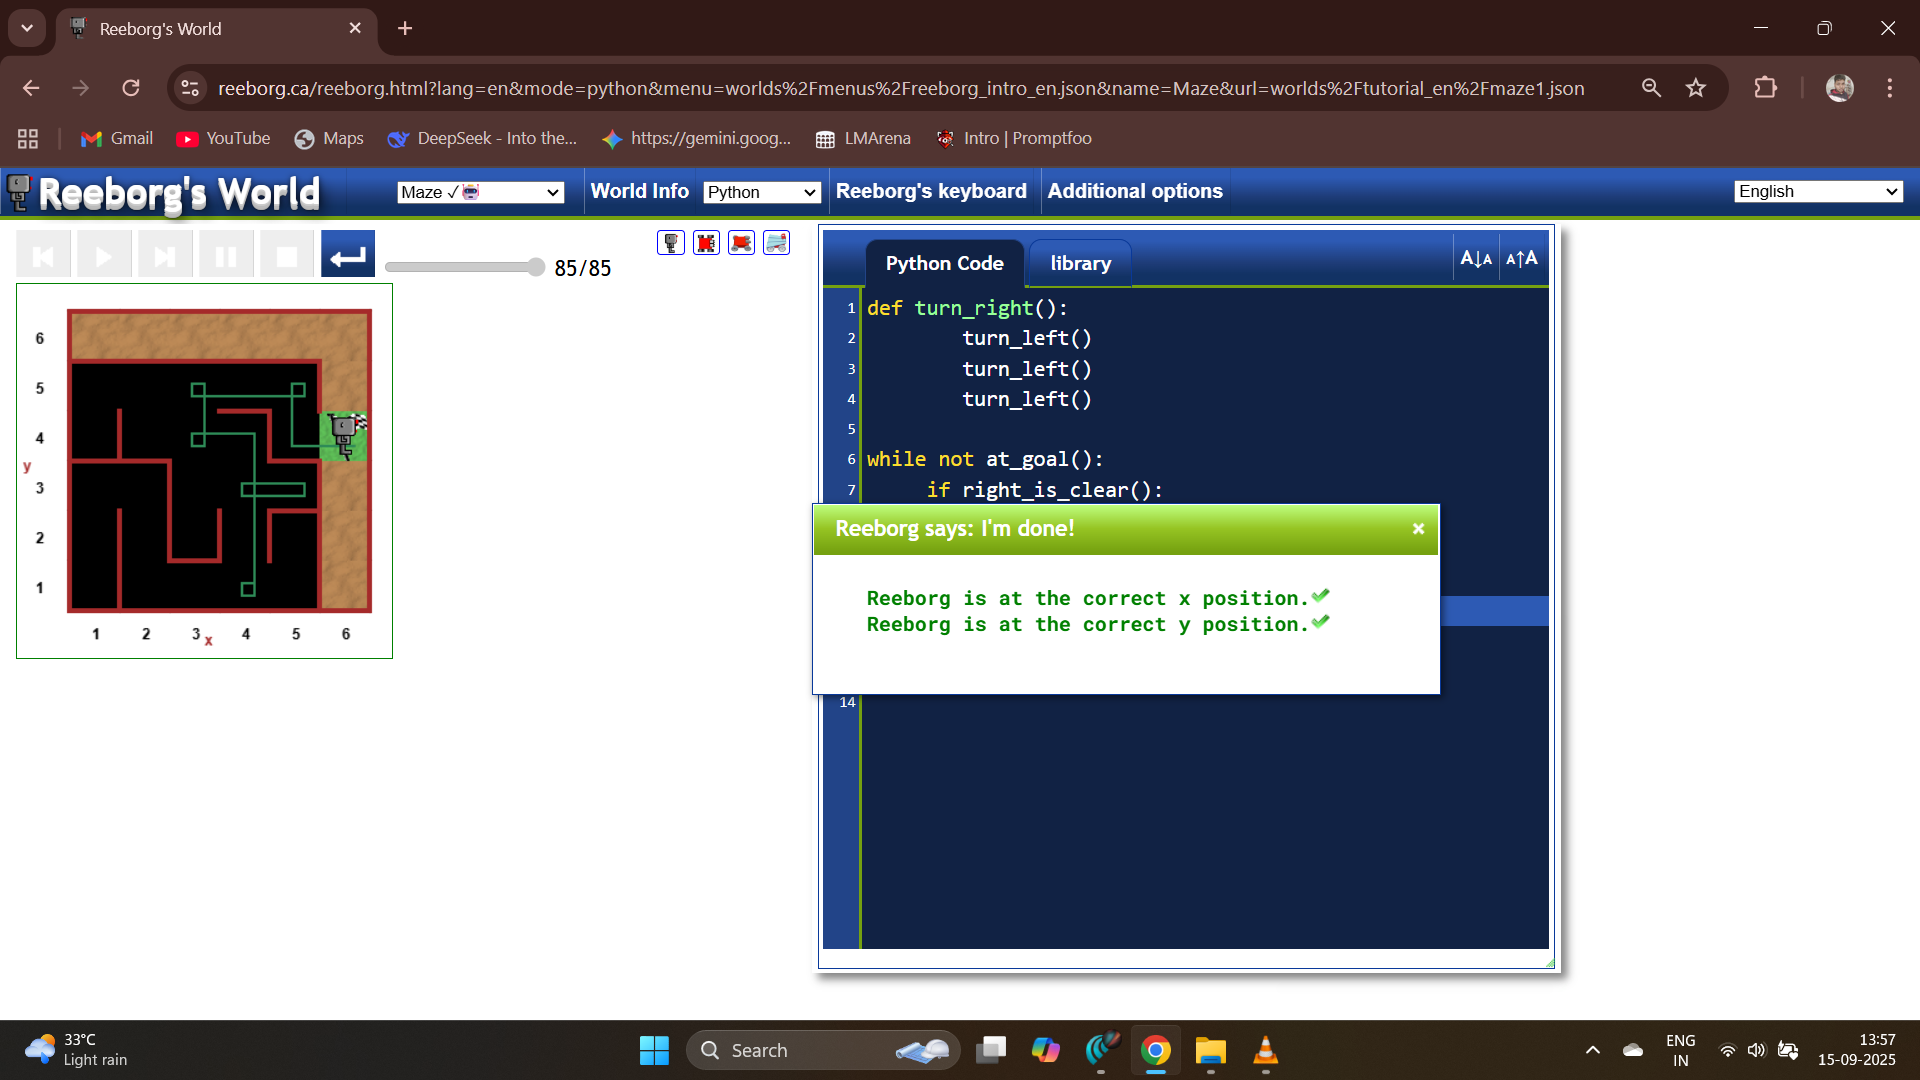 Reeborg's World
reeborg.ca/reeborg.html?lang=en&mode=python&menu=worlds%2Fmenus%2Freeborg_intro_en.json&name=Maze&url=worlds%2Ftutorial_en%2Fmaze1.json
Gmail YouTube Maps DeepSeek - Into the... https://gemini.goog... LMArena Intro | Promptfoo
Reeborg's World Maze ✓ World Info Python Reeborg's keyboard Additional options English
85/85
Python Code library A↓A A↑A
6
5
4
y
3
2
1
1 2 3 x 4 5 6
1 def turn_right():
2 turn_left()
3 turn_left()
4 turn_left()
5
6 while not at_goal():
7 if right_is_clear():
Reeborg says: I'm done! ×
Reeborg is at the correct x position.✔
Reeborg is at the correct y position.✔
14
33°C
Light rain
Search
ENG
IN
13:57
15-09-2025